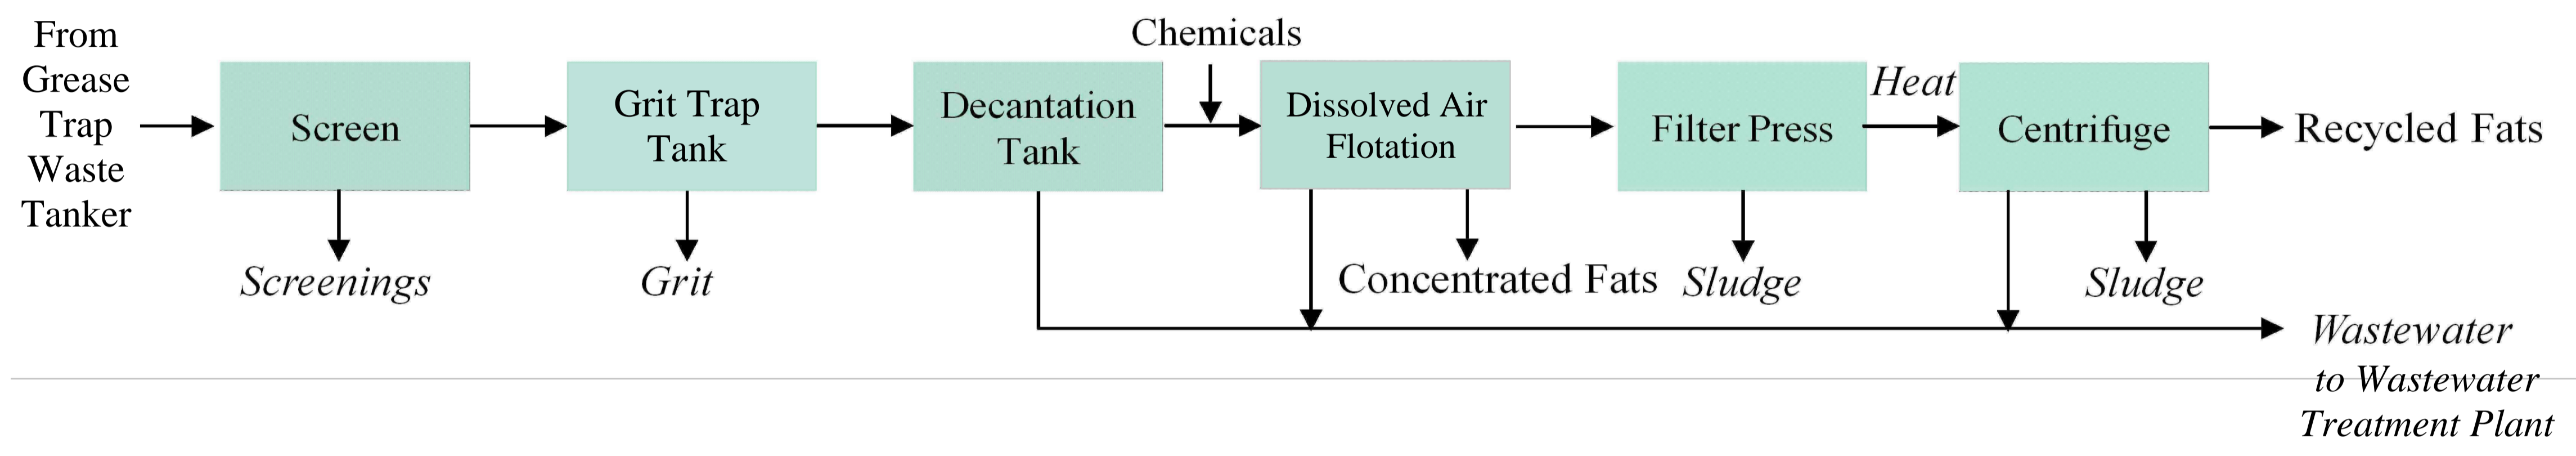 From
Grease
Trap
Waste
Tanker
Screen
Screenings
Grit Trap
Tank
Grit
Decantation
Tank
Chemicals
Dissolved Air
Flotation
Concentrated Fats
Filter Press
Sludge
Heat
Centrifuge
Sludge
Recycled Fats
Wastewater
to Wastewater
Treatment Plant